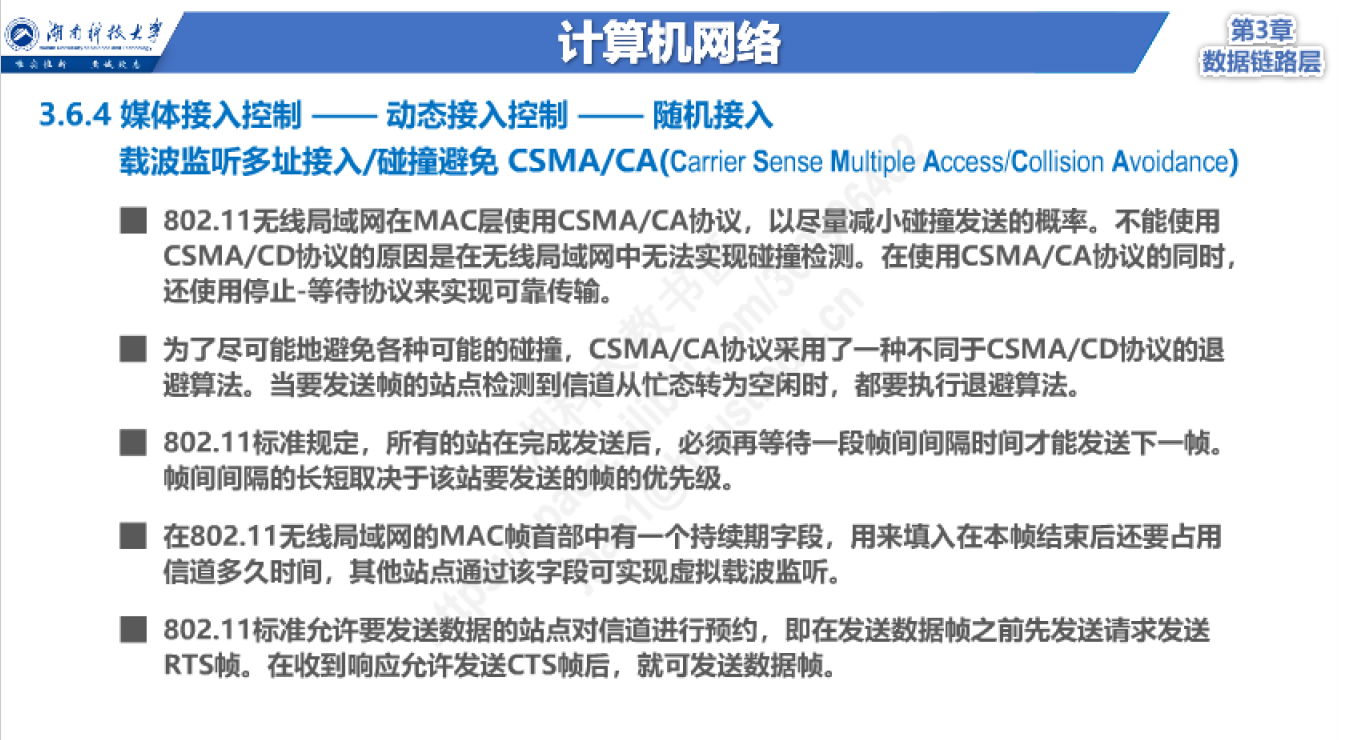 湖南科技大学
计算机网络
第3章
数据链路层
3.6.4 媒体接入控制 —— 动态接入控制 —— 随机接入
载波监听多址接入/碰撞避免 CSMA/CA(Carrier Sense Multiple Access/Collision Avoidance)
802.11无线局域网在MAC层使用CSMA/CA协议，以尽量减小碰撞发送的概率。不能使用
CSMA/CD协议的原因是在无线局域网中无法实现碰撞检测。在使用CSMA/CA协议的同时，
还使用停止-等待协议来实现可靠传输。
为了尽可能地避免各种可能的碰撞，CSMA/CA协议采用了一种不同于CSMA/CD协议的退
避算法。当要发送帧的站点检测到信道从忙态转为空闲时，都要执行退避算法。
802.11标准规定，所有的站在完成发送后，必须再等待一段帧间间隔时间才能发送下一帧。
帧间间隔的长短取决于该站要发送的帧的优先级。
在802.11无线局域网的MAC帧首部中有一个持续期字段，用来填入在本帧结束后还要占用
信道多久时间，其他站点通过该字段可实现虚拟载波监听。
802.11标准允许要发送数据的站点对信道进行预约，即在发送数据帧之前先发送请求发送
RTS帧。在收到响应允许发送CTS帧后，就可发送数据帧。